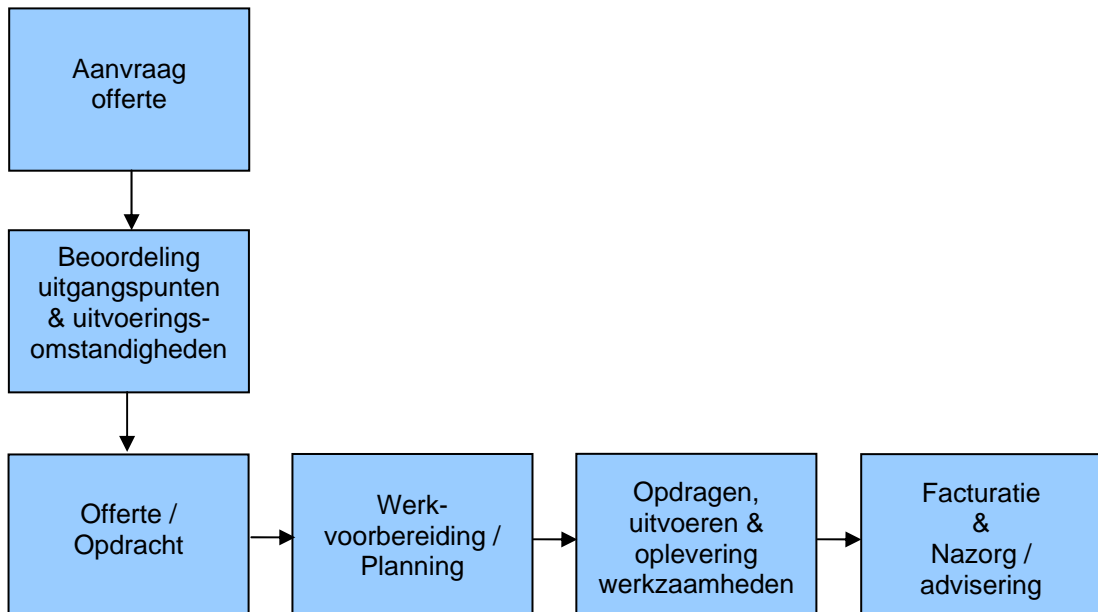 Aanvraag
offerte
Beoordeling
uitgangspunten
& uitvoerings-
omstandigheden
Offerte /
Opdracht
Werk-
voorbereiding /
Planning
Opdragen,
uitvoeren &
oplevering
werkzaamheden
Facturatie
&
Nazorg /
advisering